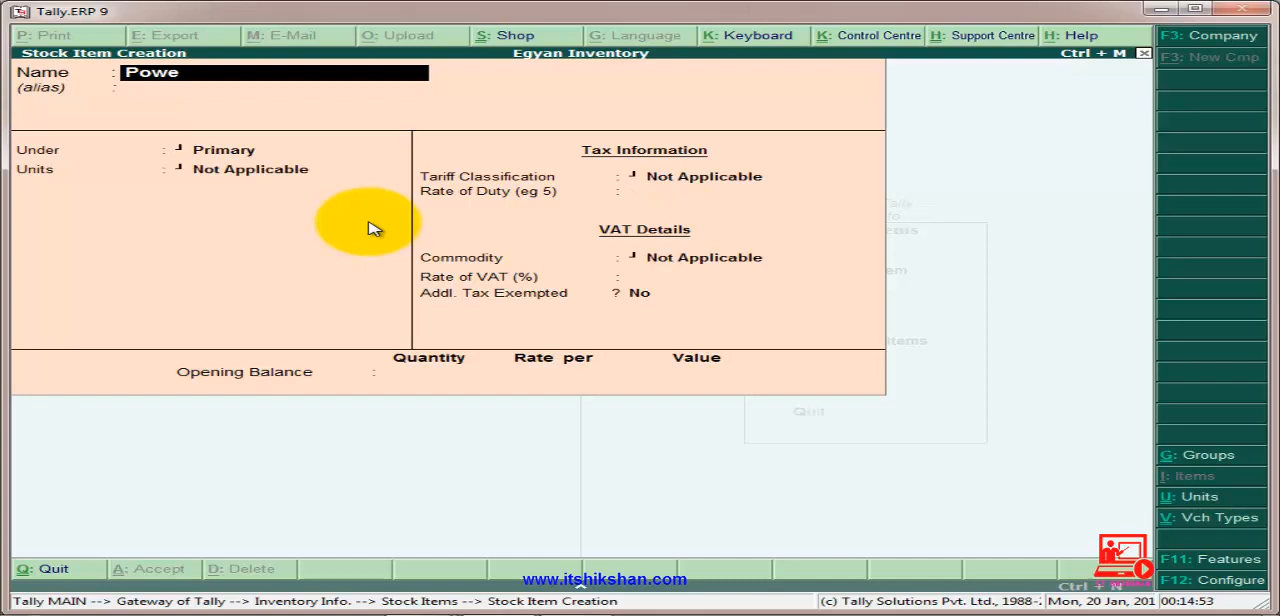 Tally.ERP 9
P: Print E: Export M: E-Mail O: Upload S: Shop G: Language K: Keyboard K: Control Centre H: Support Centre H: Help
F3: Company
F3: New Cmp
Stock Item Creation Egyan Inventory Ctrl + M
Name : Powe
(alias) :
Under : Primary
Units : Not Applicable
Tax Information
Tariff Classification : Not Applicable
Rate of Duty (eg 5) :
VAT Details
Commodity : Not Applicable
Rate of VAT (%) :
Addl. Tax Exempted ? No
Quantity Rate per Value
Opening Balance :
Tally
Quit
G: Groups
I: Items
U: Units
V: Vch Types
F11: Features
F12: Configure
Q: Quit A: Accept D: Delete
www.itshikshan.com
Ctrl + N
Tally MAIN --> Gateway of Tally --> Inventory Info. --> Stock Items --> Stock Item Creation (c) Tally Solutions Pvt. Ltd., 1988-2 Mon, 20 Jan, 201 00:14:53